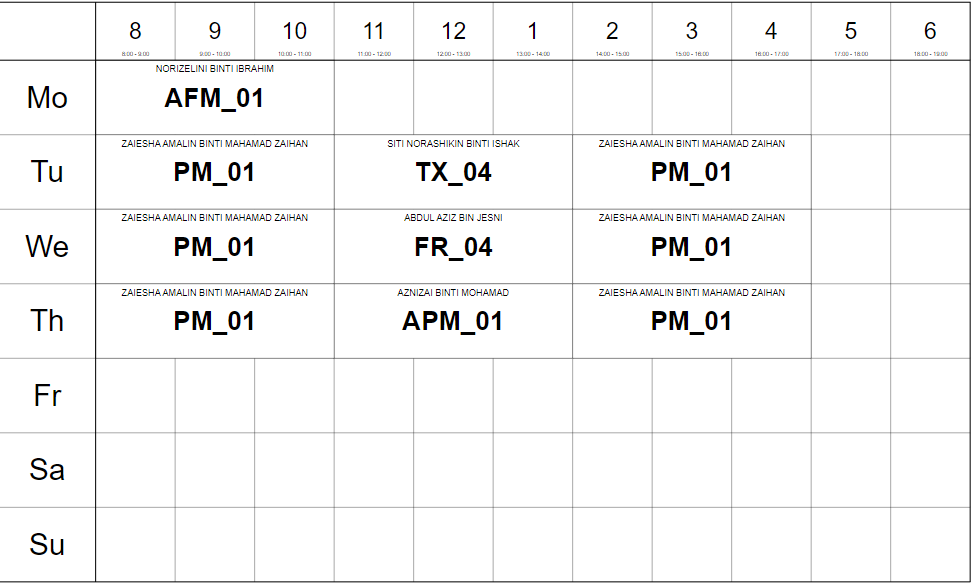 8 9 10 11 12 1 2 3 4 5 6
8.00 - 9:00 9:00 - 10:00 10:00 - 11:00 11:00 - 12:00 12:00 - 13:00 13:00 - 14:00 14:00 - 15:00 15:00 - 16:00 16:00 - 17:00 17:00 - 18:00 18:00 - 19:00
NORIZELINI BINTI IBRAHIM
Mo AFM_01
ZAIESHA AMALIN BINTI MAHAMAD ZAIHAN SITI NORASHIKIN BINTI ISHAK ZAIESHA AMALIN BINTI MAHAMAD ZAIHAN
Tu PM_01 TX_04 PM_01
ZAIESHA AMALIN BINTI MAHAMAD ZAIHAN ABDUL AZIZ BIN JESNI ZAIESHA AMALIN BINTI MAHAMAD ZAIHAN
We PM_01 FR_04 PM_01
ZAIESHA AMALIN BINTI MAHAMAD ZAIHAN AZNIZAI BINTI MOHAMAD ZAIESHA AMALIN BINTI MAHAMAD ZAIHAN
Th PM_01 APM_01 PM_01
Fr
Sa
Su